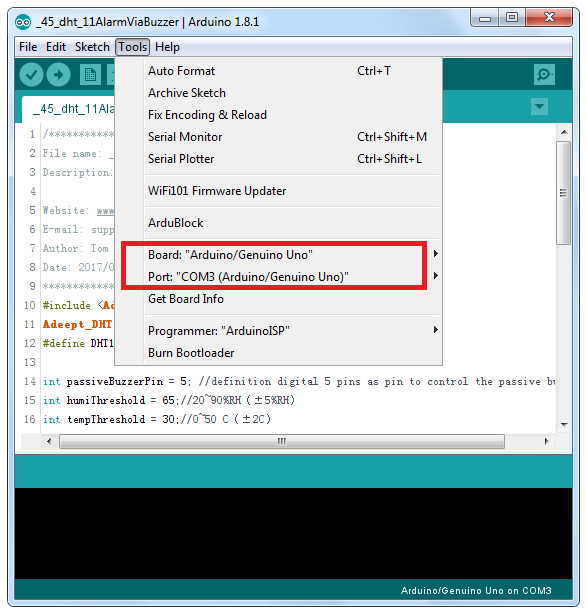 _45_dht_11AlarmViaBuzzer | Arduino 1.8.1
File Edit Sketch Tools Help
Auto Format Ctrl+T
Archive Sketch
Fix Encoding & Reload
Serial Monitor Ctrl+Shift+M
Serial Plotter Ctrl+Shift+L
WiFi101 Firmware Updater
ArduBlock
Board: "Arduino/Genuino Uno"
Port: "COM3 (Arduino/Genuino Uno)"
Get Board Info
Programmer: "ArduinoISP"
Burn Bootloader
_45_dht_11Alar
1 /************
2 File name: _
3 Description:
4
5 Website: www
6 E-mail: supp
7 Author: Tom
8 Date: 2017/0
9 *************
10 #include <Ad
11 Adeept_DHT
12 #define DHT1
13
14 int passiveBuzzerPin = 5; //definition digital 5 pins as pin to control the passive bu
15 int humiThreshold = 65;//20~90%RH (±5%RH)
16 int tempThreshold = 30;//0~50 C (±2C)
Arduino/Genuino Uno on COM3